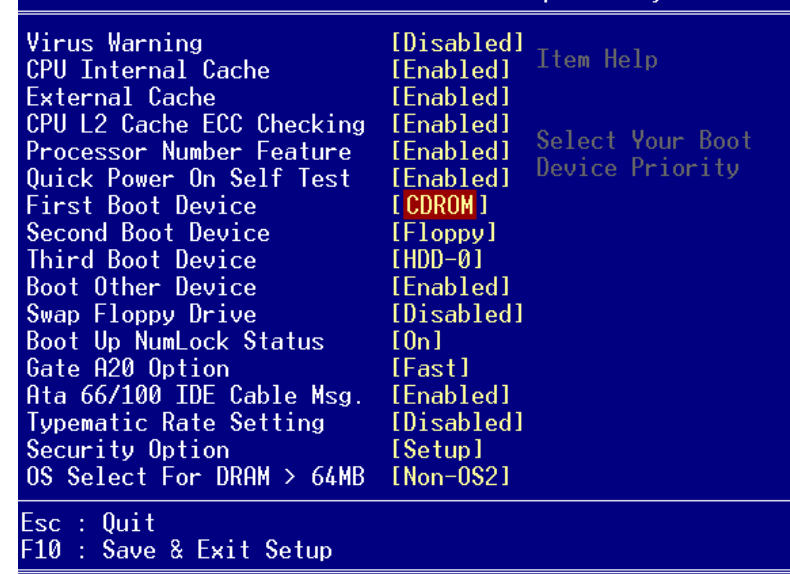 Virus Warning [Disabled]
CPU Internal Cache [Enabled]
External Cache [Enabled]
CPU L2 Cache ECC Checking [Enabled]
Processor Number Feature [Enabled]
Quick Power On Self Test [Enabled]
First Boot Device [CDROM]
Second Boot Device [Floppy]
Third Boot Device [HDD-0]
Boot Other Device [Enabled]
Swap Floppy Drive [Disabled]
Boot Up NumLock Status [On]
Gate A20 Option [Fast]
Ata 66/100 IDE Cable Msg. [Enabled]
Typematic Rate Setting [Disabled]
Security Option [Setup]
OS Select For DRAM > 64MB [Non-OS2]
Item Help
Select Your Boot
Device Priority
Esc : Quit
F10 : Save & Exit Setup